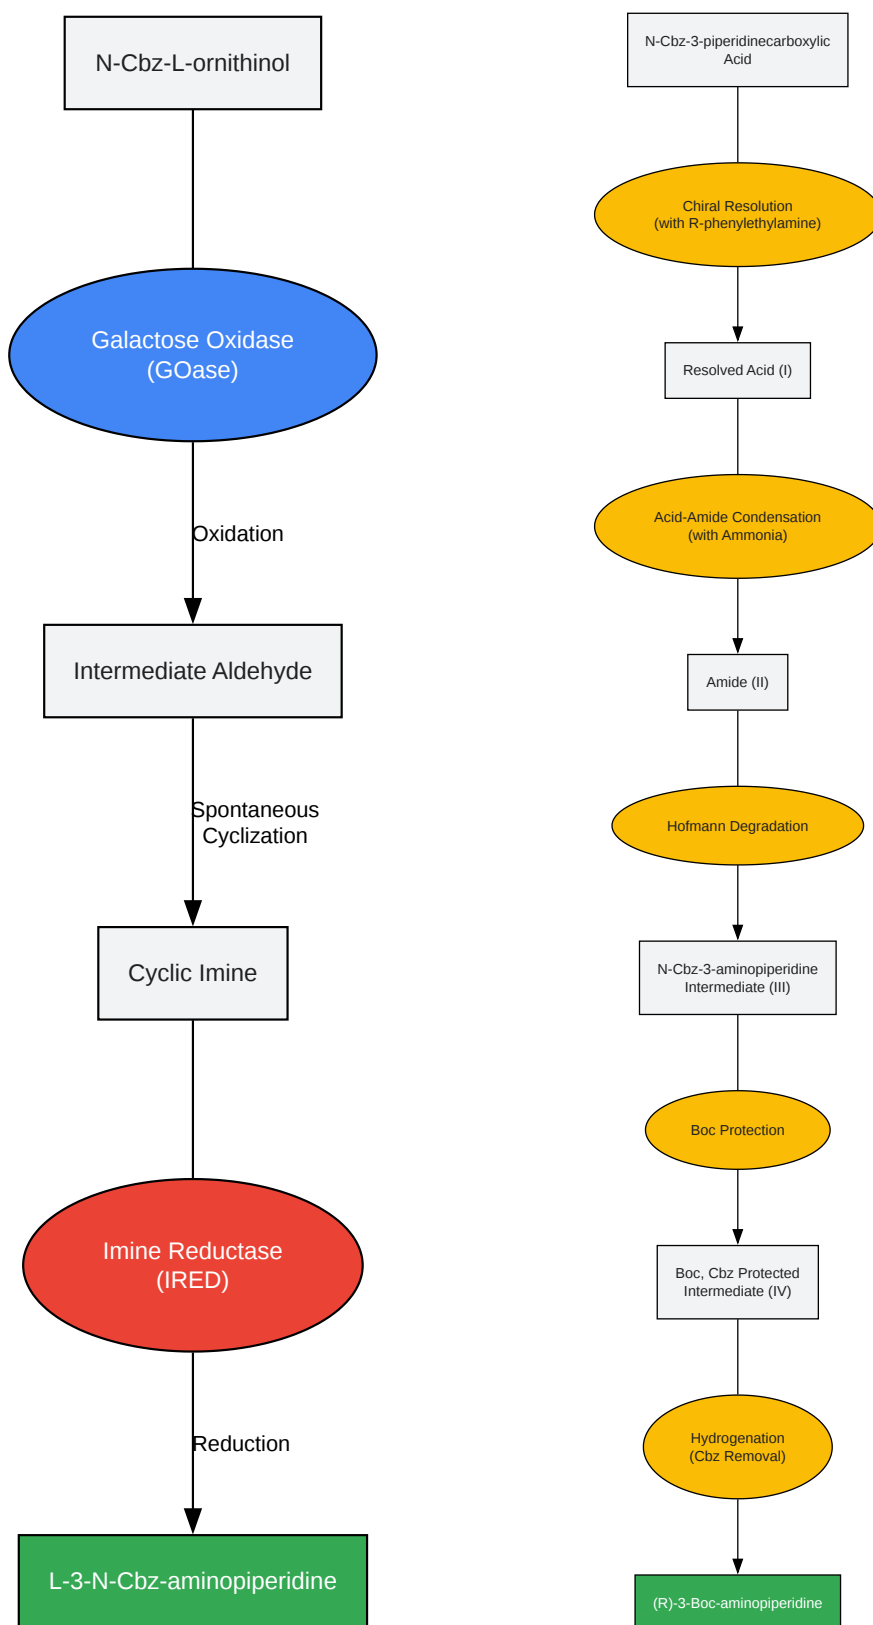 N-Cbz-L-ornithinol
Galactose Oxidase
(GOase)
Oxidation
Intermediate Aldehyde
Spontaneous
Cyclization
Cyclic Imine
Imine Reductase
(IRED)
Reduction
L-3-N-Cbz-aminopiperidine
N-Cbz-3-piperidinecarboxylic
Acid
Chiral Resolution
(with R-phenylethylamine)
Resolved Acid (I)
Acid-Amide Condensation
(with Ammonia)
Amide (II)
Hofmann Degradation
N-Cbz-3-aminopiperidine
Intermediate (III)
Boc Protection
Boc, Cbz Protected
Intermediate (IV)
Hydrogenation
(Cbz Removal)
(R)-3-Boc-aminopiperidine